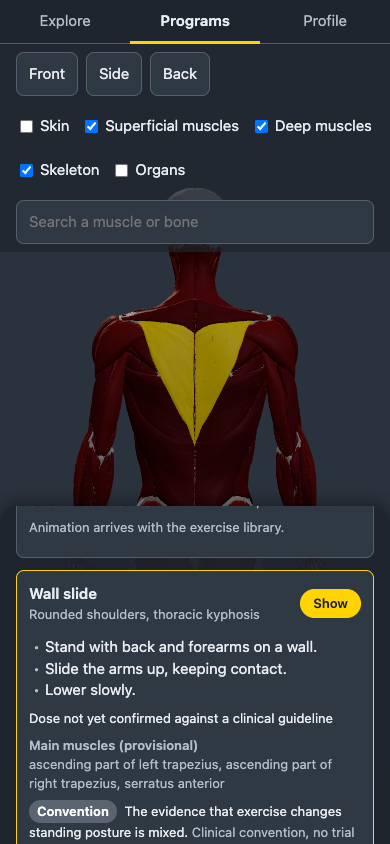 Explore Programs Profile
Front Side Back
Skin Superficial muscles Deep muscles
Skeleton Organs
Search a muscle or bone
Animation arrives with the exercise library.
Wall slide
Show
Rounded shoulders, thoracic kyphosis
• Stand with back and forearms on a wall.
• Slide the arms up, keeping contact.
• Lower slowly.
Dose not yet confirmed against a clinical guideline
Main muscles (provisional)
ascending part of left trapezius, ascending part of
right trapezius, serratus anterior
Convention The evidence that exercise changes
standing posture is mixed. Clinical convention, no trial